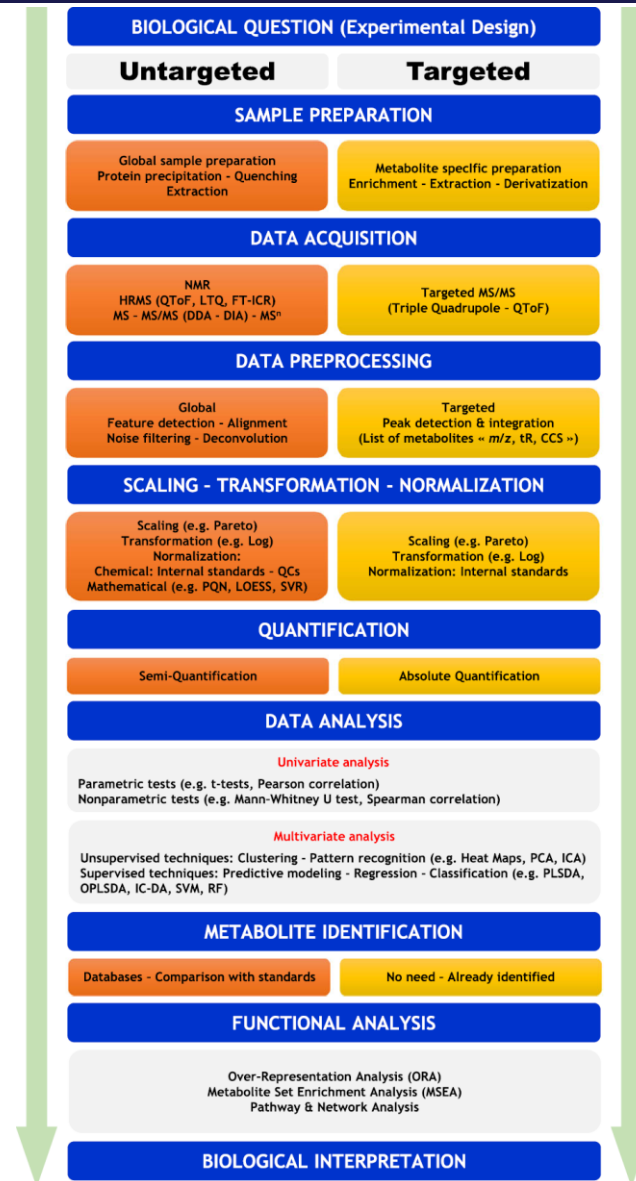 BIOLOGICAL QUESTION (Experimental Design)
Untargeted
Targeted
SAMPLE PREPARATION
Global sample preparation
Protein precipitation - Quenching
Extraction
Metabolite specific preparation
Enrichment - Extraction - Derivatization
DATA ACQUISITION
NMR
HRMS (QToF, LTQ, FT-ICR)
MS - MS/MS (DDA - DIA) - MSⁿ
Targeted MS/MS
(Triple Quadrupole - QToF)
DATA PREPROCESSING
Global
Feature detection - Alignment
Noise filtering - Deconvolution
Targeted
Peak detection & integration
(List of metabolites « m/z, tR, CCS »)
SCALING - TRANSFORMATION - NORMALIZATION
Scaling (e.g. Pareto)
Transformation (e.g. Log)
Normalization:
Chemical: Internal standards - QCs
Mathematical (e.g. PQN, LOESS, SVR)
Scaling (e.g. Pareto)
Transformation (e.g. Log)
Normalization: Internal standards
QUANTIFICATION
Semi-Quantification
Absolute Quantification
DATA ANALYSIS
Univariate analysis
Parametric tests (e.g. t-tests, Pearson correlation)
Nonparametric tests (e.g. Mann-Whitney U test, Spearman correlation)
Multivariate analysis
Unsupervised techniques: Clustering - Pattern recognition (e.g. Heat Maps, PCA, ICA)
Supervised techniques: Predictive modeling - Regression - Classification (e.g. PLSDA,
OPLSDA, IC-DA, SVM, RF)
METABOLITE IDENTIFICATION
Databases - Comparison with standards
No need - Already identified
FUNCTIONAL ANALYSIS
Over-Representation Analysis (ORA)
Metabolite Set Enrichment Analysis (MSEA)
Pathway & Network Analysis
BIOLOGICAL INTERPRETATION